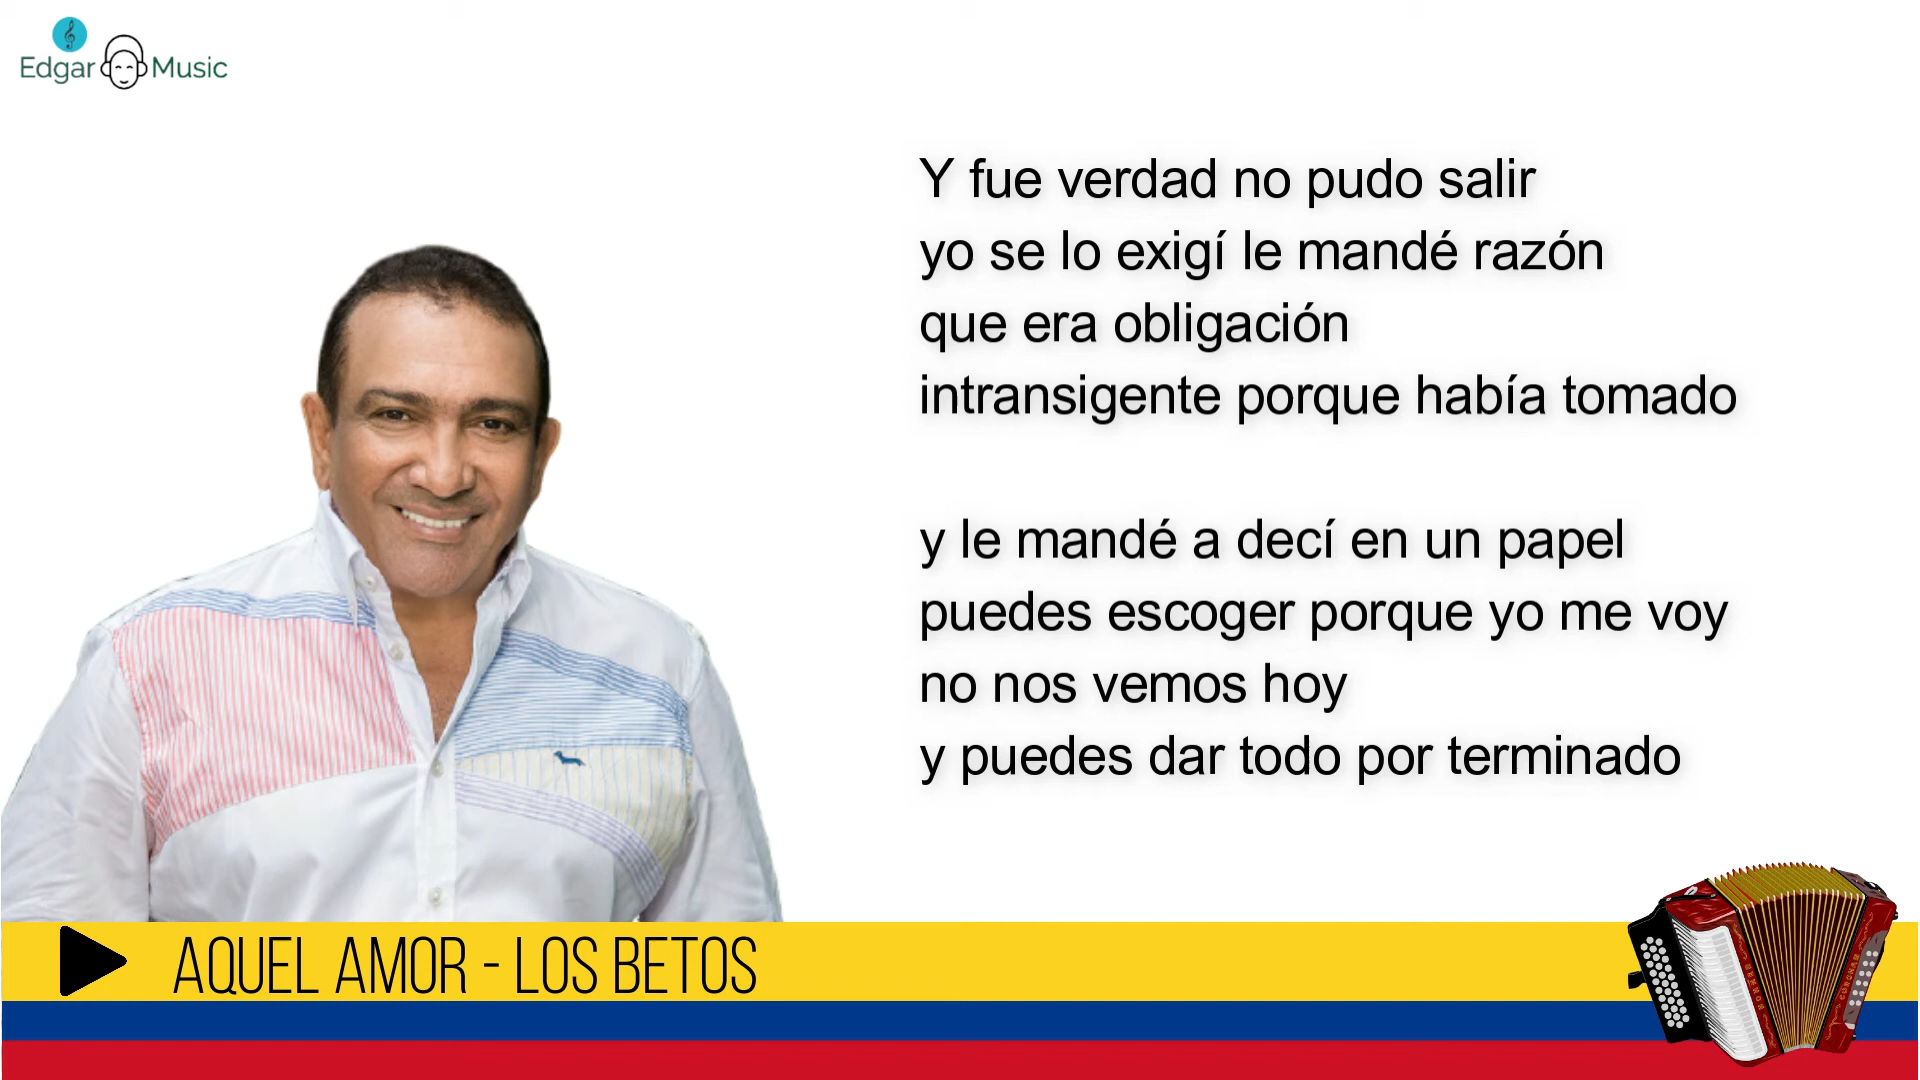 Edgar Music
Y fue verdad no pudo salir
yo se lo exigí le mandé razón
que era obligación
intransigente porque había tomado
y le mandé a decí en un papel
puedes escoger porque yo me voy
no nos vemos hoy
y puedes dar todo por terminado
AQUEL AMOR - LOS BETOS